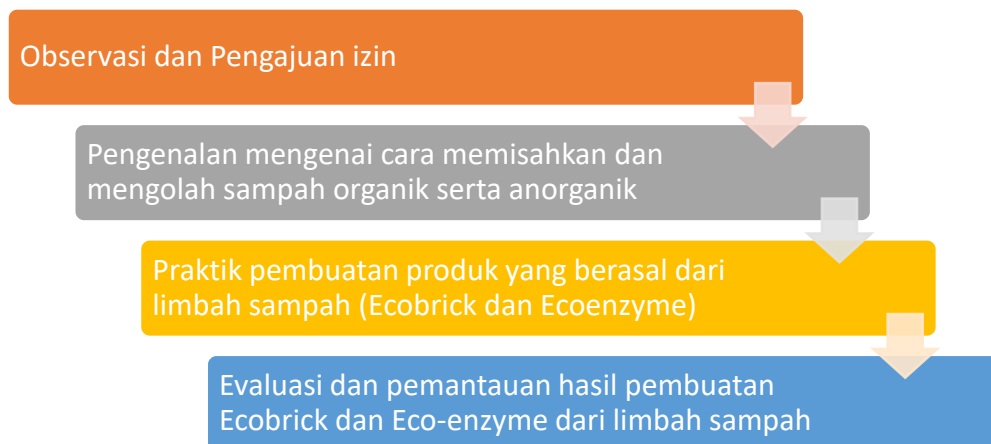 Observasi dan Pengajuan izin
Pengenalan mengenai cara memisahkan dan
mengolah sampah organik serta anorganik
Praktik pembuatan produk yang berasal dari
limbah sampah (Ecobrick dan Ecoenzyme)
Evaluasi dan pemantauan hasil pembuatan
Ecobrick dan Eco-enzyme dari limbah sampah